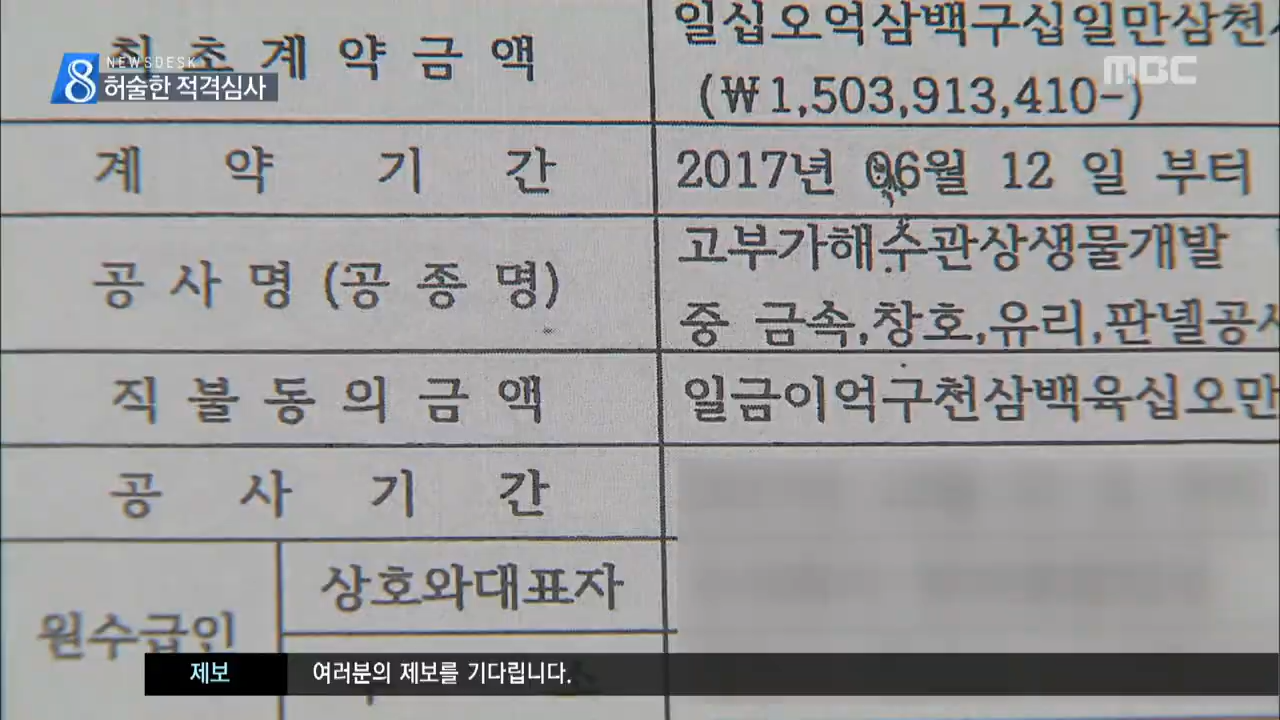 NEWSDESK
8 허술한 적격심사
MBC
최 초 계 약 금 액
일십오억삼백구십일만삼천
(₩1,503,913,410-)
계 약 기 간
2017년 06월 12 일 부터
공 사 명 (공 종 명)
고부가해수관상생물개발
중 금속,창호,유리,판넬공사
직 불 동 의 금 액
일금이억구천삼백육십오만
공 사 기 간
원수급인
상호와대표자
제보
여러분의 제보를 기다립니다.